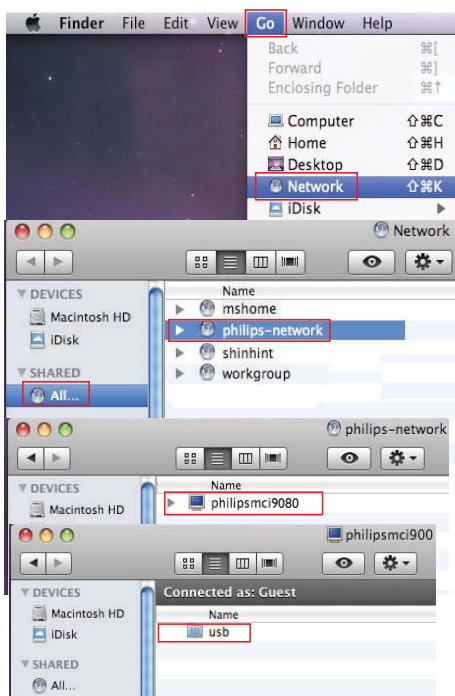 Finder File Edit View Go Window Help
Back ⌘[
Forward ⌘]
Enclosing Folder ⌘↑
Computer ⇧⌘C
Home ⇧⌘H
Desktop ⇧⌘D
Network ⇧⌘K
iDisk
Network
DEVICES
Macintosh HD
iDisk
SHARED
All...
Name
mshome
philips-network
shinhint
workgroup
philips-network
DEVICES
Macintosh HD
Name
philipsmci9080
philipsmci900
DEVICES
Macintosh HD
iDisk
SHARED
All...
Connected as: Guest
Name
usb